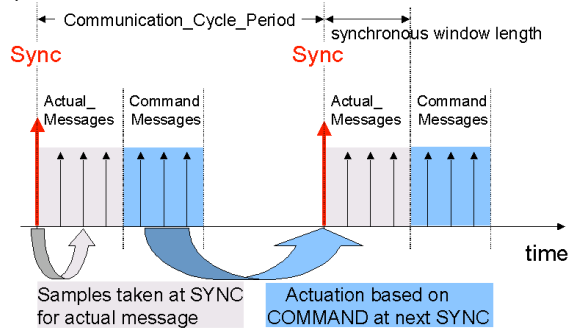 Communication_Cycle_Period
synchronous window length
Sync
Sync
Actual_
Messages
Command
Messages
Actual_
Messages
Command
Messages
time
Samples taken at SYNC
for actual message
Actuation based on
COMMAND at next SYNC